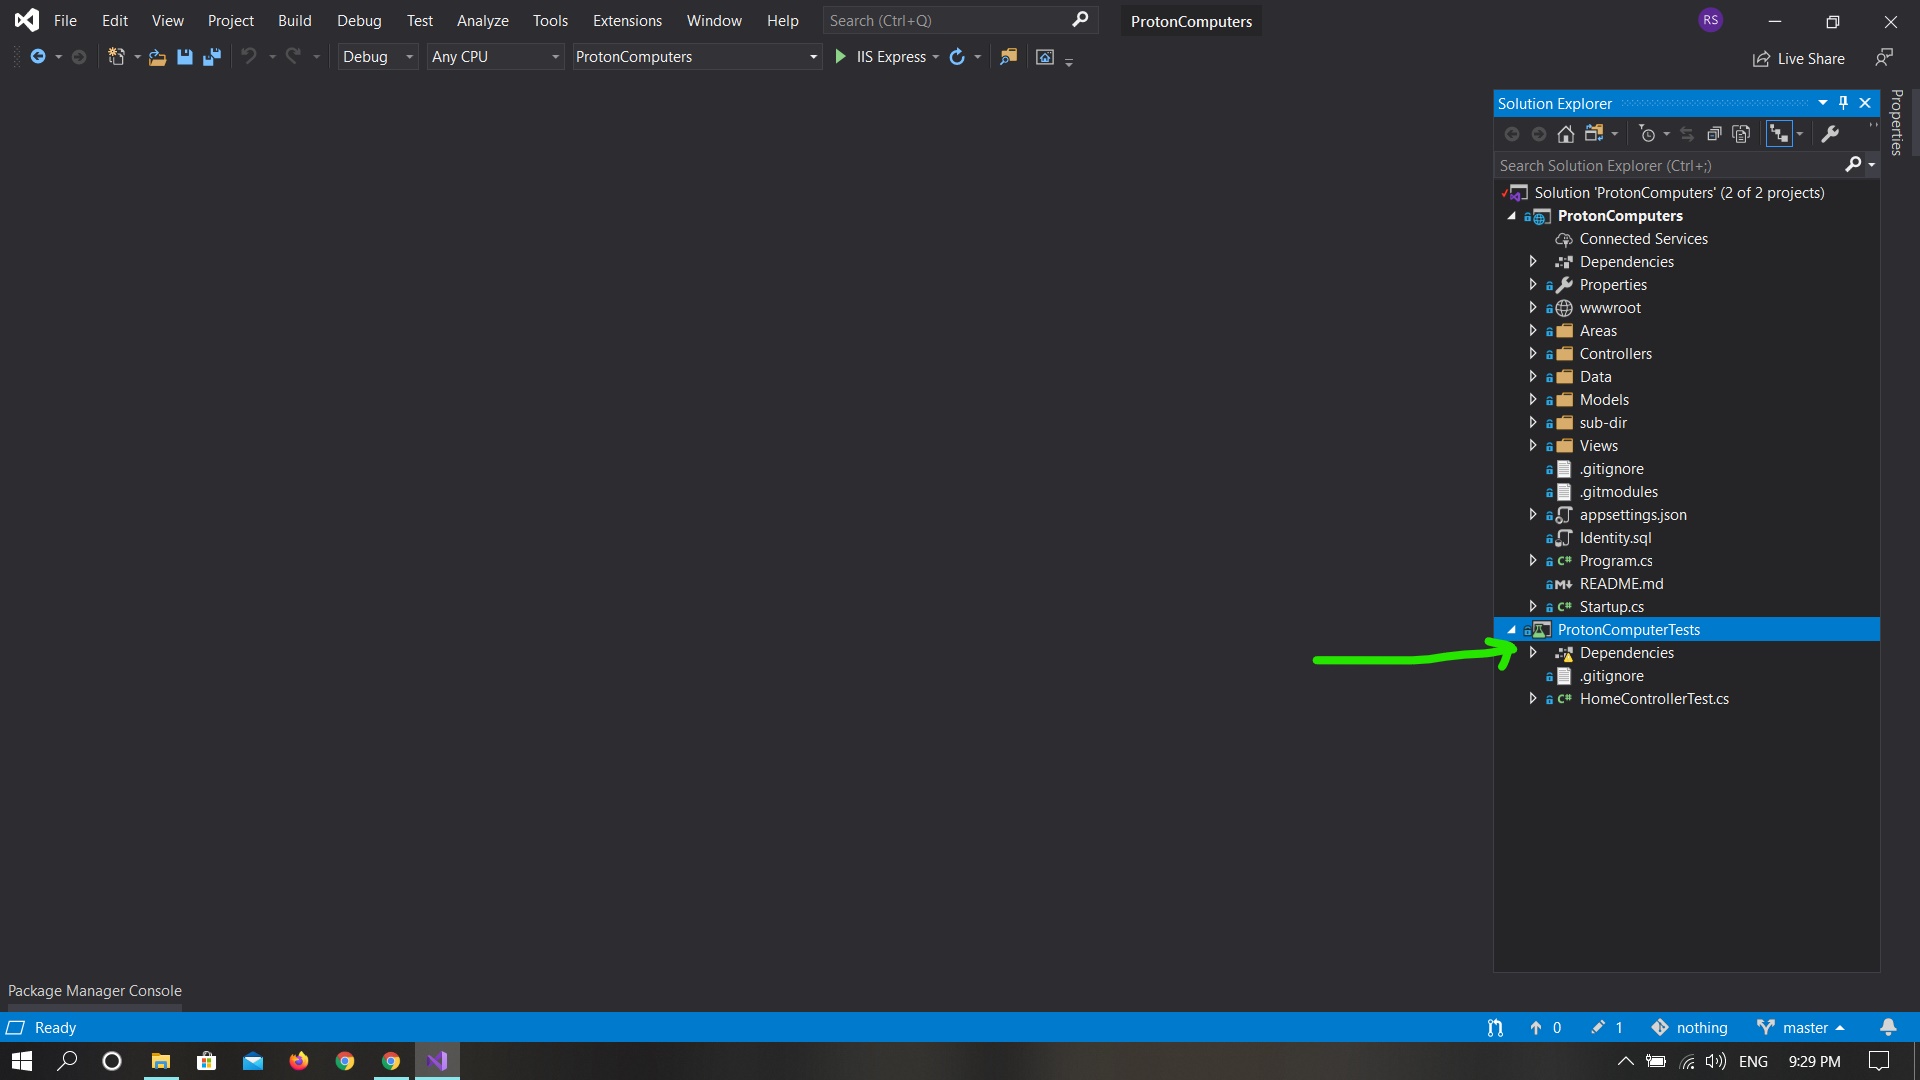 File Edit View Project Build Debug Test Analyze Tools Extensions Window Help Search (Ctrl+Q) ProtonComputers RS
Debug Any CPU ProtonComputers IIS Express Live Share
Properties
Solution Explorer
Search Solution Explorer (Ctrl+;)
Solution 'ProtonComputers' (2 of 2 projects)
ProtonComputers
Connected Services
Dependencies
Properties
wwwroot
Areas
Controllers
Data
Models
sub-dir
Views
.gitignore
.gitmodules
appsettings.json
Identity.sql
C# Program.cs
M README.md
C# Startup.cs
ProtonComputerTests
Dependencies
.gitignore
C# HomeControllerTest.cs
Package Manager Console
Ready 0 1 nothing master
ENG 9:29 PM